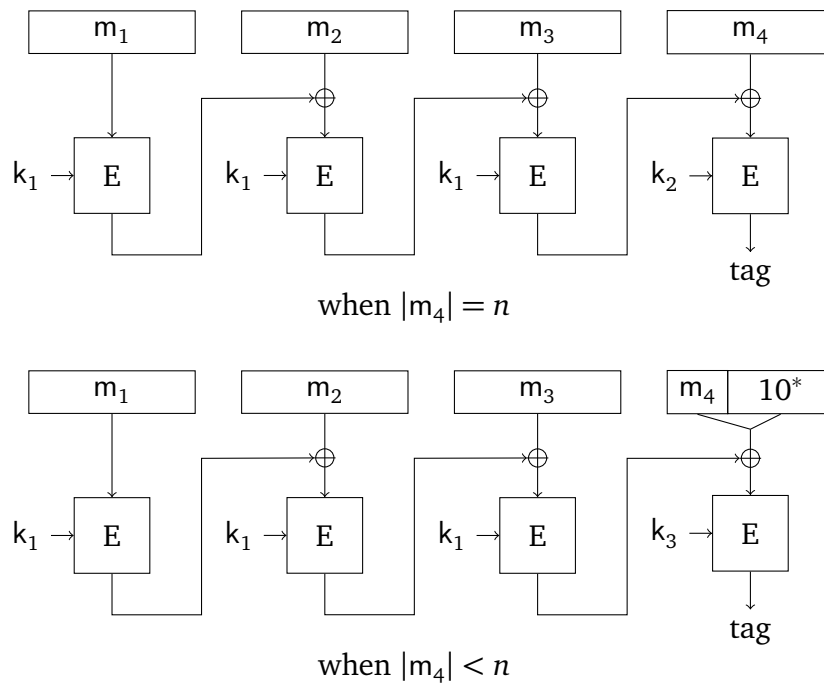 m₁ m₂ m₃ m₄
k₁ E k₁ E k₁ E k₂ E
tag
when |m₄| = n
m₁ m₂ m₃ m₄ 10*
k₁ E k₁ E k₁ E k₃ E
tag
when |m₄| < n